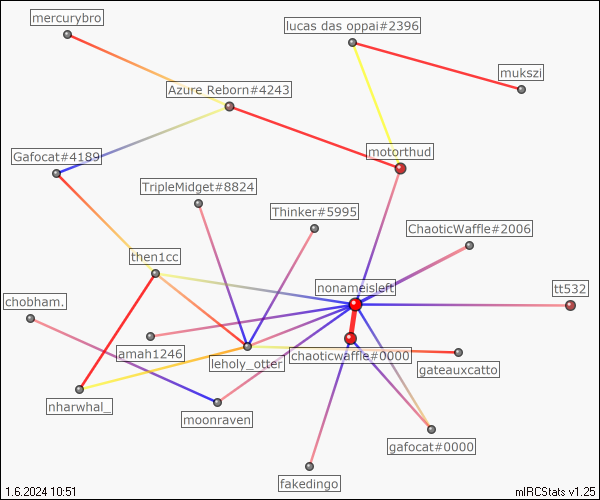 mercurybro
lucas das oppai#2396
mukszi
Azure Reborn#4243
Gafocat#4189
motorthud
TripleMidget#8824
Thinker#5995
ChaoticWaffle#2006
then1cc
nonameisleft
tt532
chobham.
amah1246
leholy_otter
chaoticwaffle#0000
gateauxcatto
nharwhal_
moonraven
gafocat#0000
fakedingo
1.6.2024 10:51
mIRCStats v1.25